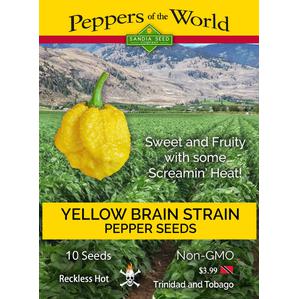 Peppers of the World
SANDIA SEED
COMPANY
Sweet and Fruity
with some
Screamin' Heat!
YELLOW BRAIN STRAIN
PEPPER SEEDS
10 Seeds
Non-GMO
$3.99
Reckless Hot
Trinidad and Tobago